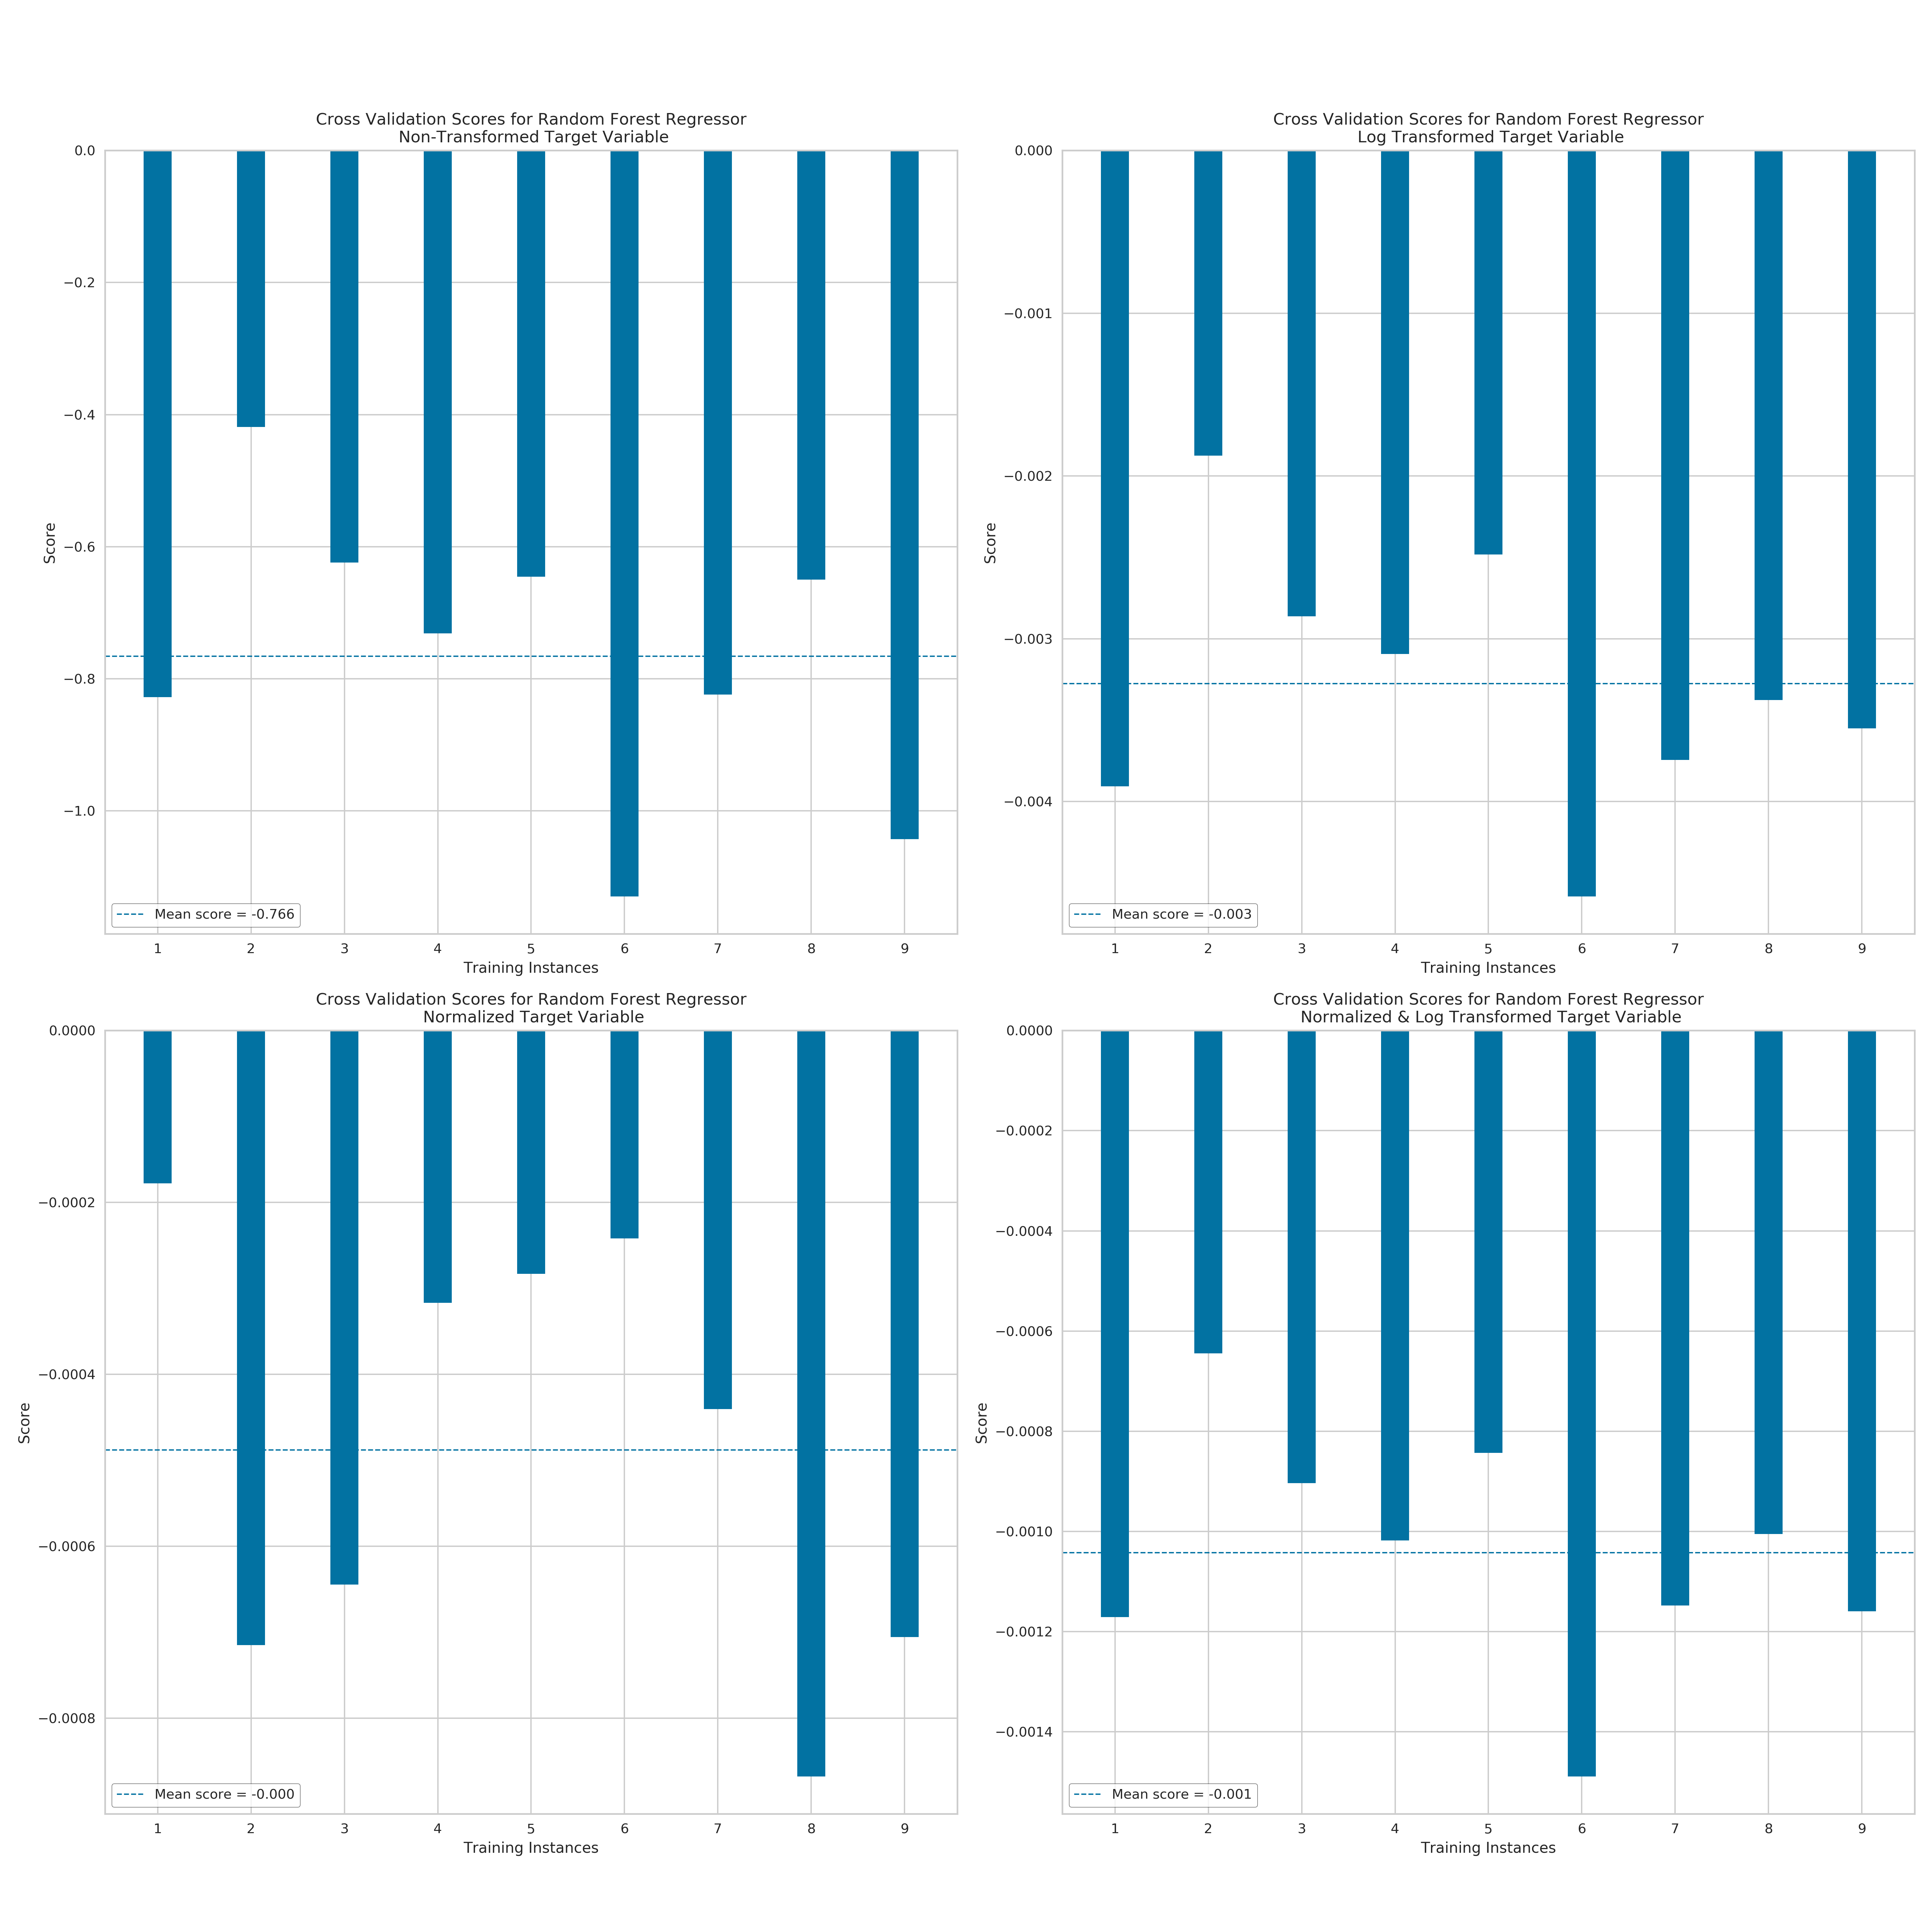 Cross Validation Scores for Random Forest Regressor
Non-Transformed Target Variable
0.0
−0.2
−0.4
−0.6
−0.8
−1.0
Score
Mean score = -0.766
1 2 3 4 5 6 7 8 9
Training Instances
Cross Validation Scores for Random Forest Regressor
Log Transformed Target Variable
0.000
−0.001
−0.002
−0.003
−0.004
Score
Mean score = -0.003
1 2 3 4 5 6 7 8 9
Training Instances
Cross Validation Scores for Random Forest Regressor
Normalized Target Variable
0.0000
−0.0002
−0.0004
−0.0006
−0.0008
Score
Mean score = -0.000
1 2 3 4 5 6 7 8 9
Training Instances
Cross Validation Scores for Random Forest Regressor
Normalized & Log Transformed Target Variable
0.0000
−0.0002
−0.0004
−0.0006
−0.0008
−0.0010
−0.0012
−0.0014
Score
Mean score = -0.001
1 2 3 4 5 6 7 8 9
Training Instances